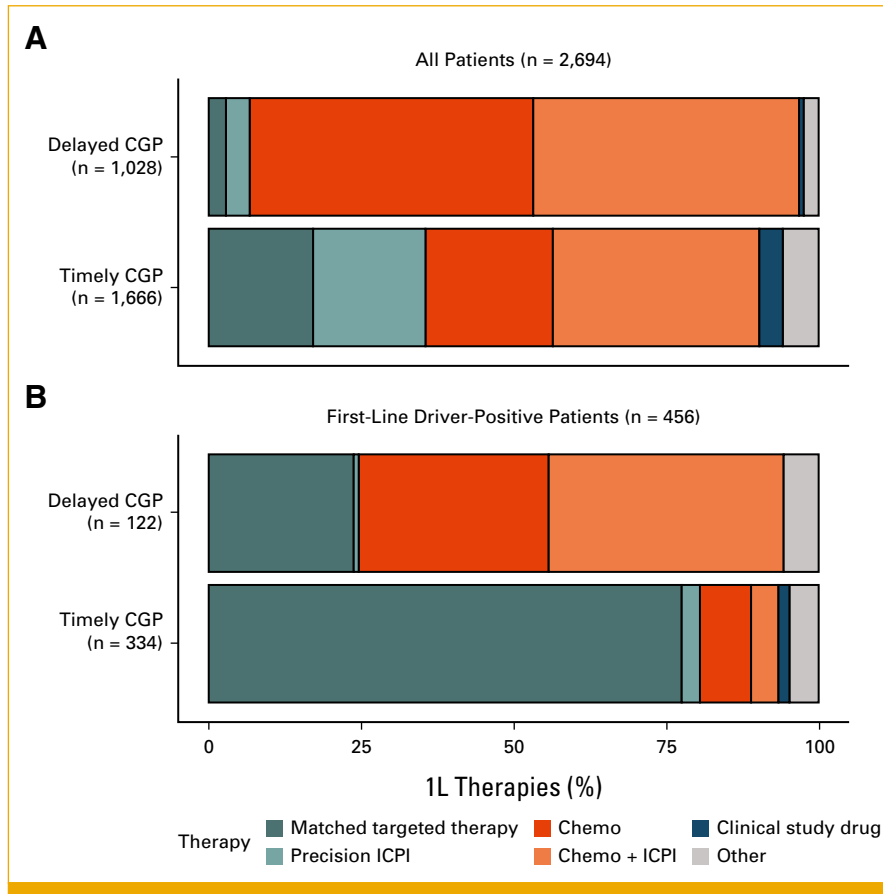 A
All Patients (n = 2,694)
Delayed CGP
(n = 1,028)
Timely CGP
(n = 1,666)
B
First-Line Driver-Positive Patients (n = 456)
Delayed CGP
(n = 122)
Timely CGP
(n = 334)
0 25 50 75 100
1L Therapies (%)
Therapy
Matched targeted therapy Chemo Clinical study drug
Precision ICPI Chemo + ICPI Other